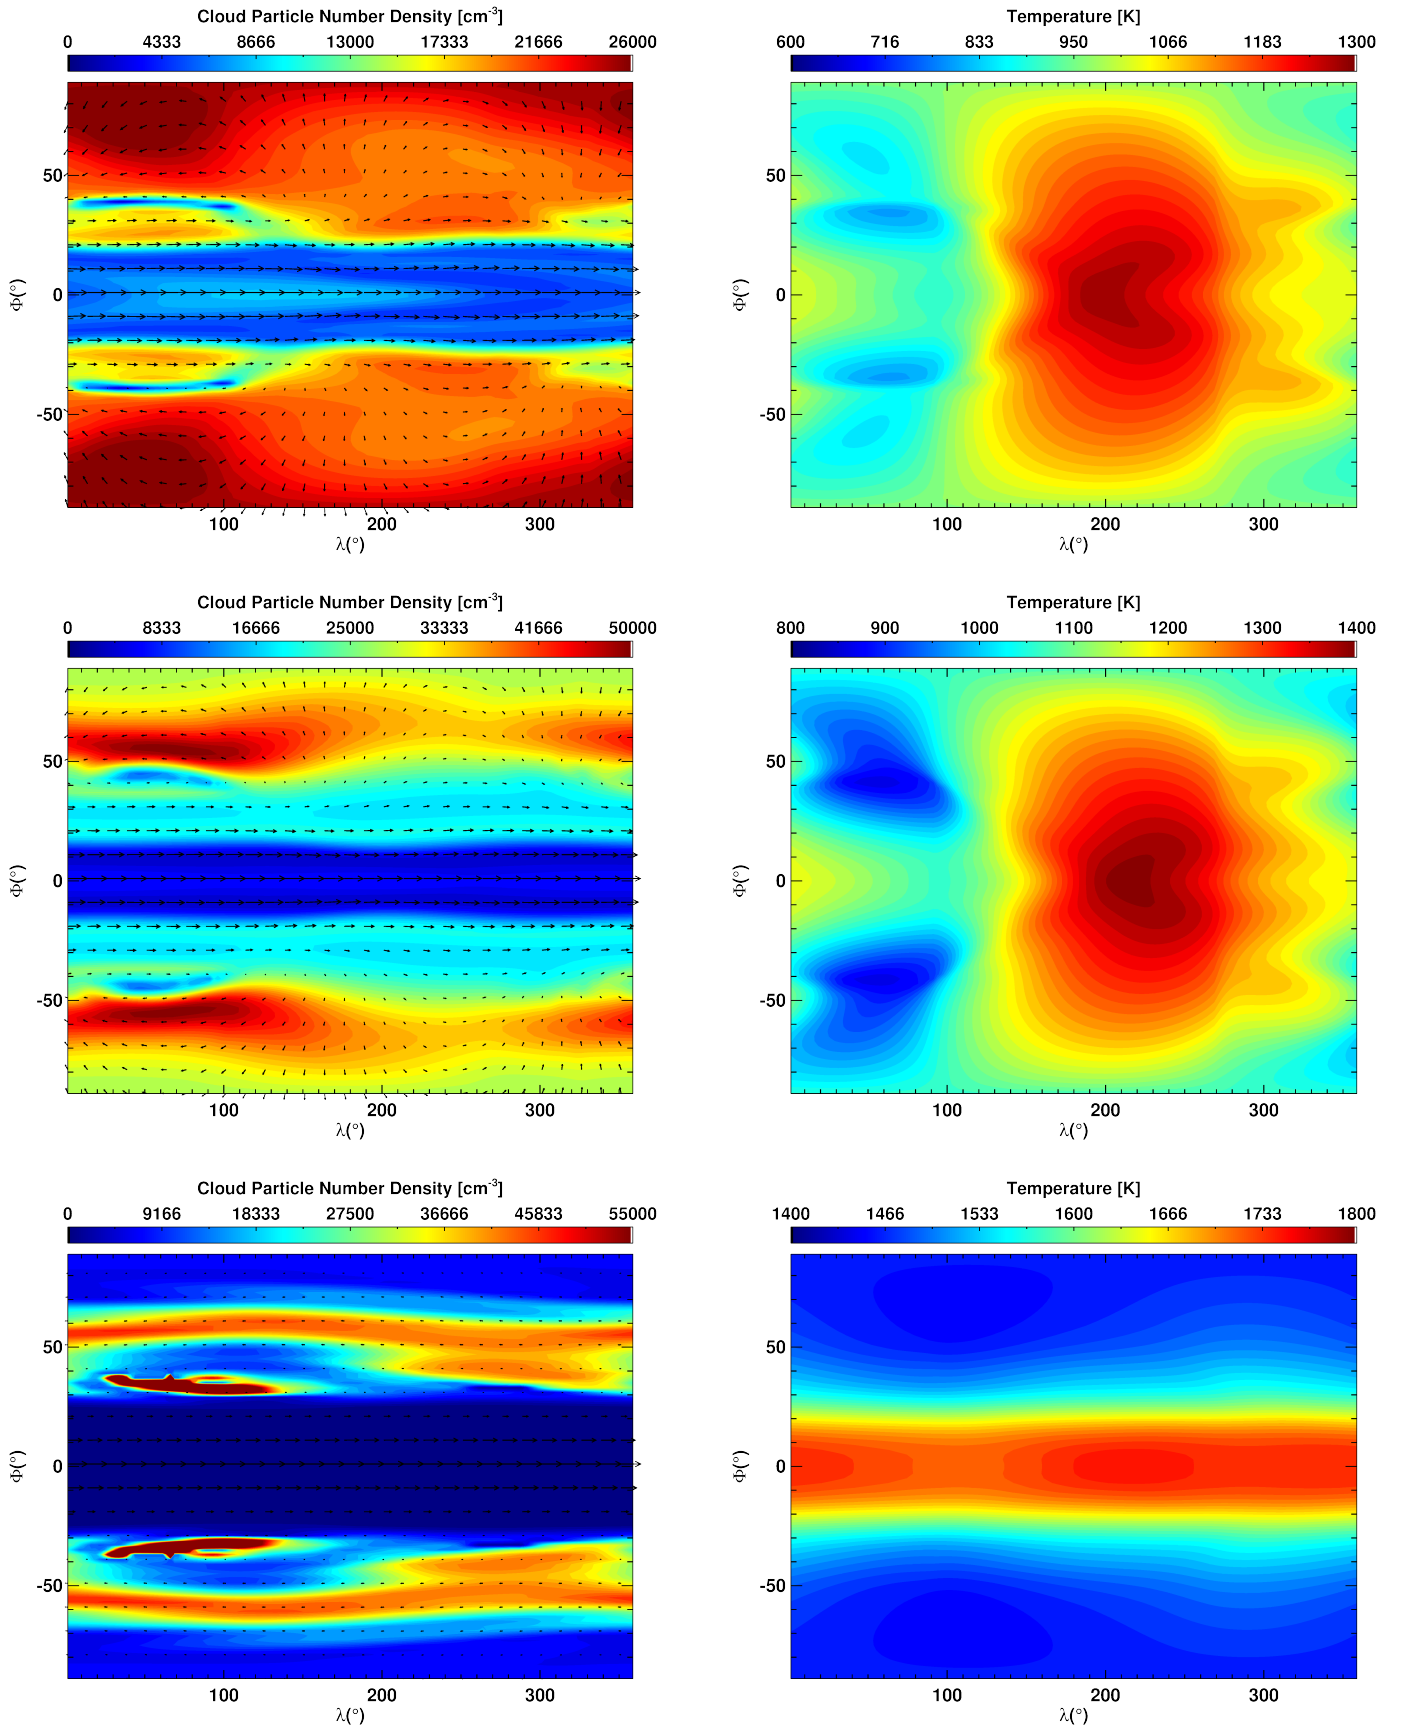 Cloud Particle Number Density [cm⁻³]
0 4333 8666 13000 17333 21666 26000
50
0
-50
Φ(°)
100 200 300
λ(°)
Temperature [K]
600 716 833 950 1066 1183 1300
50
0
-50
Φ(°)
100 200 300
λ(°)
Cloud Particle Number Density [cm⁻³]
0 8333 16666 25000 33333 41666 50000
50
0
-50
Φ(°)
100 200 300
λ(°)
Temperature [K]
800 900 1000 1100 1200 1300 1400
50
0
-50
Φ(°)
100 200 300
λ(°)
Cloud Particle Number Density [cm⁻³]
0 9166 18333 27500 36666 45833 55000
50
0
-50
Φ(°)
100 200 300
λ(°)
Temperature [K]
1400 1466 1533 1600 1666 1733 1800
50
0
-50
Φ(°)
100 200 300
λ(°)